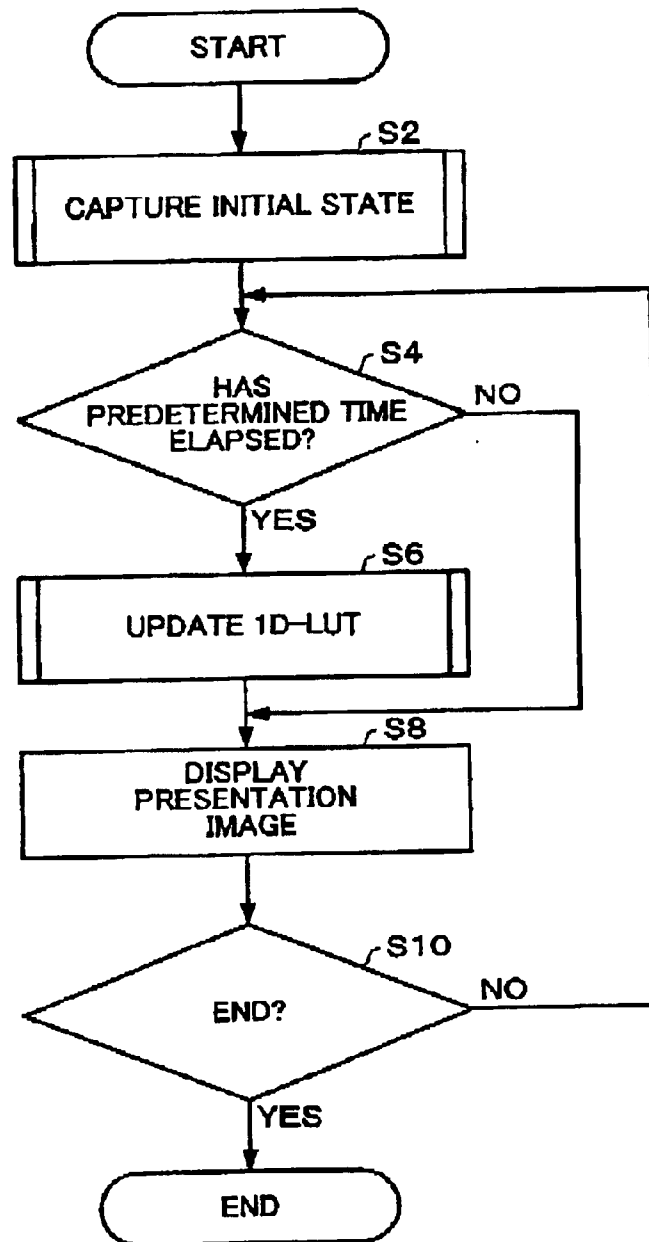 START
S2
CAPTURE INITIAL STATE
S4
HAS
PREDETERMINED TIME
ELAPSED?
NO
YES
S6
UPDATE 1D-LUT
S8
DISPLAY
PRESENTATION
IMAGE
S10
END?
NO
YES
END